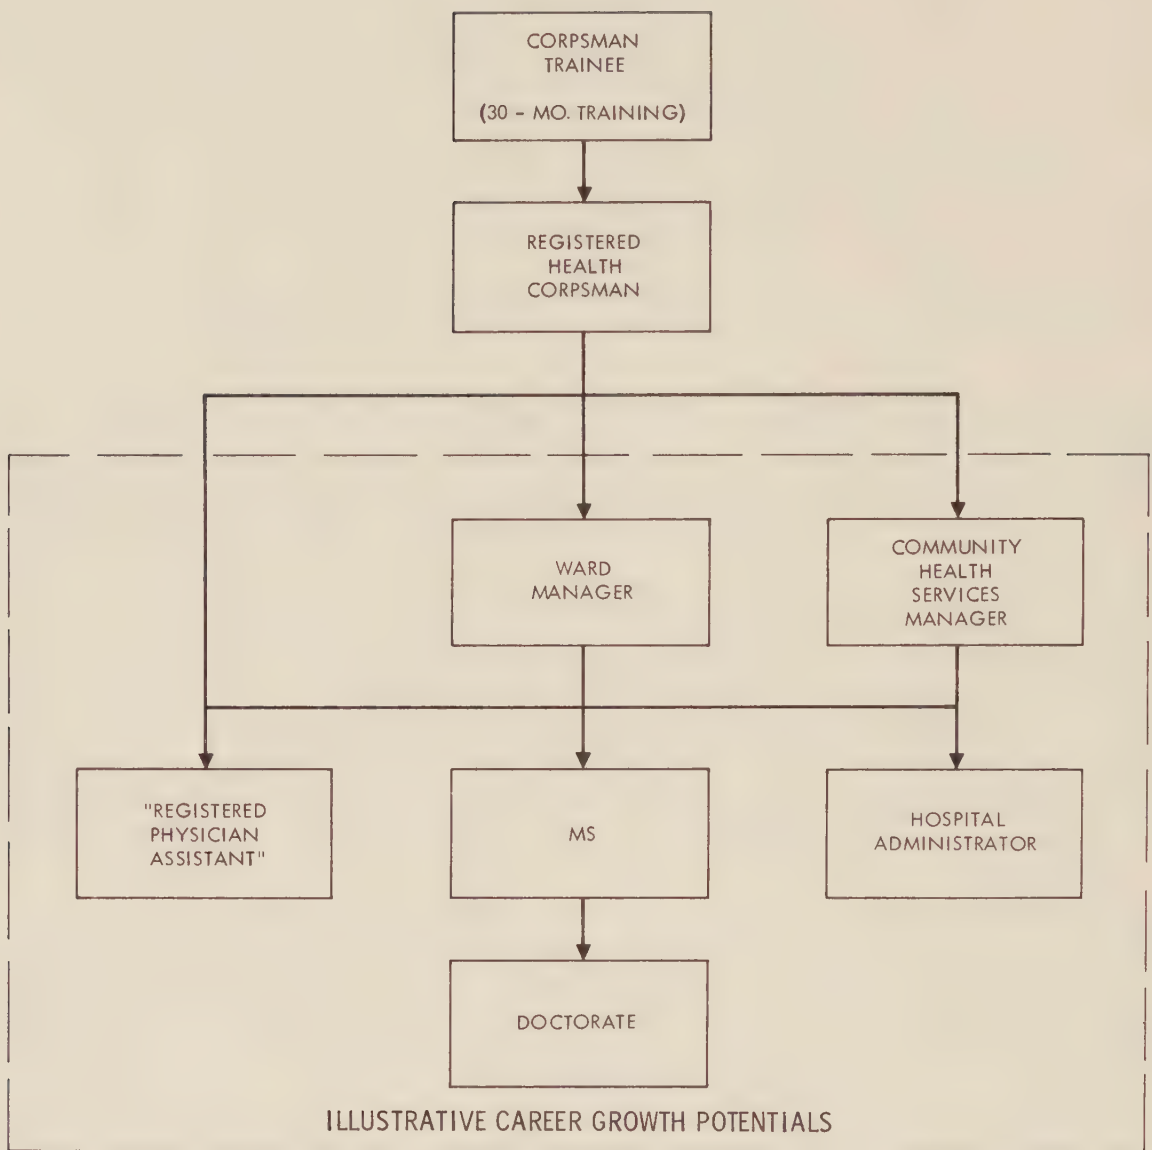 CORPSMAN
TRAINEE
(30 - MO. TRAINING)
REGISTERED
HEALTH
CORPSMAN
WARD
MANAGER
COMMUNITY
HEALTH
SERVICES
MANAGER
"REGISTERED
PHYSICIAN
ASSISTANT"
MS
HOSPITAL
ADMINISTRATOR
DOCTORATE
ILLUSTRATIVE CAREER GROWTH POTENTIALS